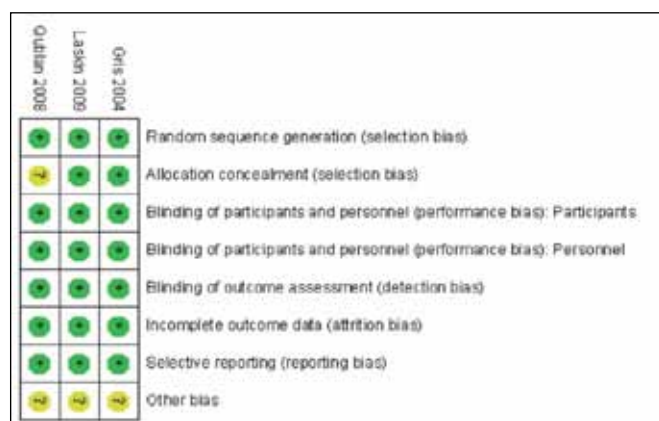 Qublan 2008
Laskin 2009
Gris 2004
+ + + Random sequence generation (selection bias)
? + + Allocation concealment (selection bias)
+ + + Blinding of participants and personnel (performance bias): Participants
+ + + Blinding of participants and personnel (performance bias): Personnel
+ + + Blinding of outcome assessment (detection bias)
+ + + Incomplete outcome data (attrition bias)
+ + + Selective reporting (reporting bias)
? ? ? Other bias